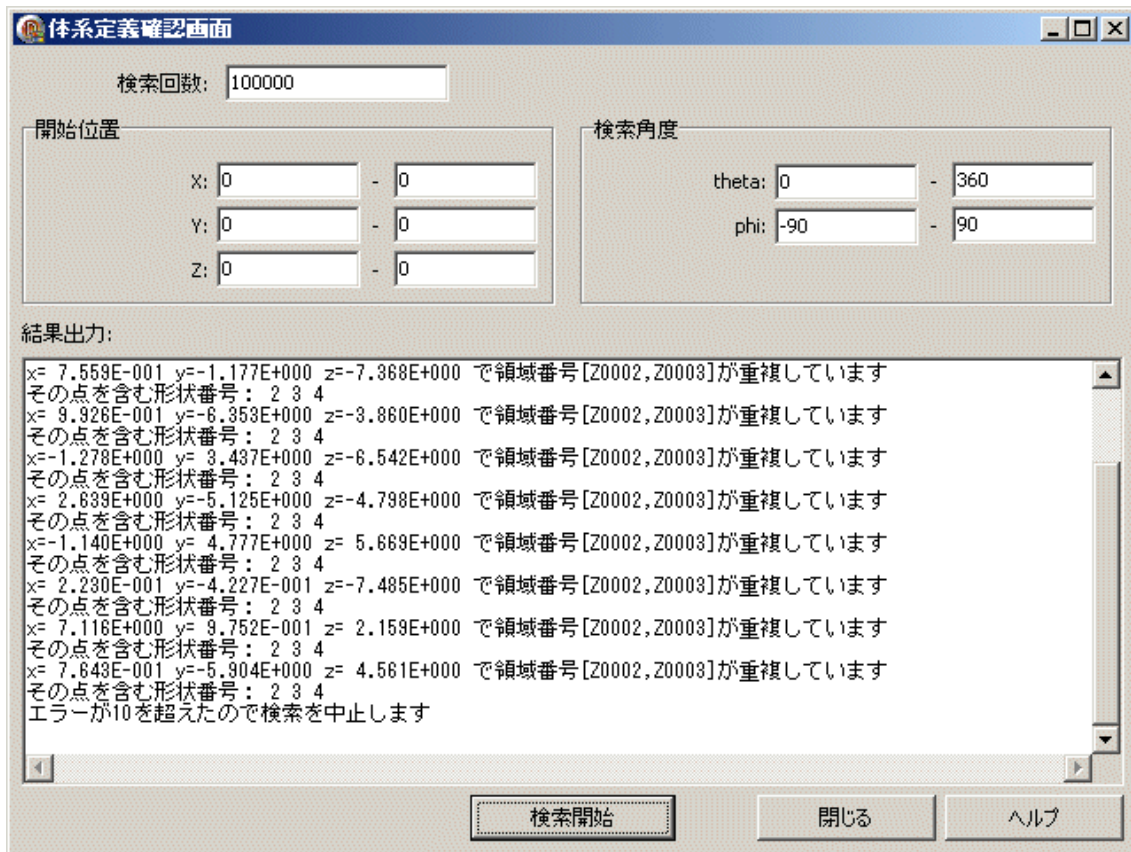 体系定義確認画面
検索回数: 100000
開始位置
X: 0 - 0
Y: 0 - 0
Z: 0 - 0
検索角度
theta: 0 - 360
phi: -90 - 90
結果出力:
x= 7.559E-001 y=-1.177E+000 z=-7.368E+000 で領域番号[Z0002,Z0003]が重複しています
その点を含む形状番号: 2 3 4
x= 9.926E-001 y=-6.353E+000 z=-3.860E+000 で領域番号[Z0002,Z0003]が重複しています
その点を含む形状番号: 2 3 4
x=-1.278E+000 y= 3.437E+000 z=-6.542E+000 で領域番号[Z0002,Z0003]が重複しています
その点を含む形状番号: 2 3 4
x= 2.639E+000 y=-5.125E+000 z=-4.798E+000 で領域番号[Z0002,Z0003]が重複しています
その点を含む形状番号: 2 3 4
x=-1.140E+000 y= 4.777E+000 z= 5.669E+000 で領域番号[Z0002,Z0003]が重複しています
その点を含む形状番号: 2 3 4
x= 2.230E-001 y=-4.227E-001 z=-7.485E+000 で領域番号[Z0002,Z0003]が重複しています
その点を含む形状番号: 2 3 4
x= 7.116E+000 y= 9.752E-001 z= 2.159E+000 で領域番号[Z0002,Z0003]が重複しています
その点を含む形状番号: 2 3 4
x= 7.643E-001 y=-5.904E+000 z= 4.561E+000 で領域番号[Z0002,Z0003]が重複しています
その点を含む形状番号: 2 3 4
エラーが10を超えたので検索を中止します
検索開始
閉じる
ヘルプ